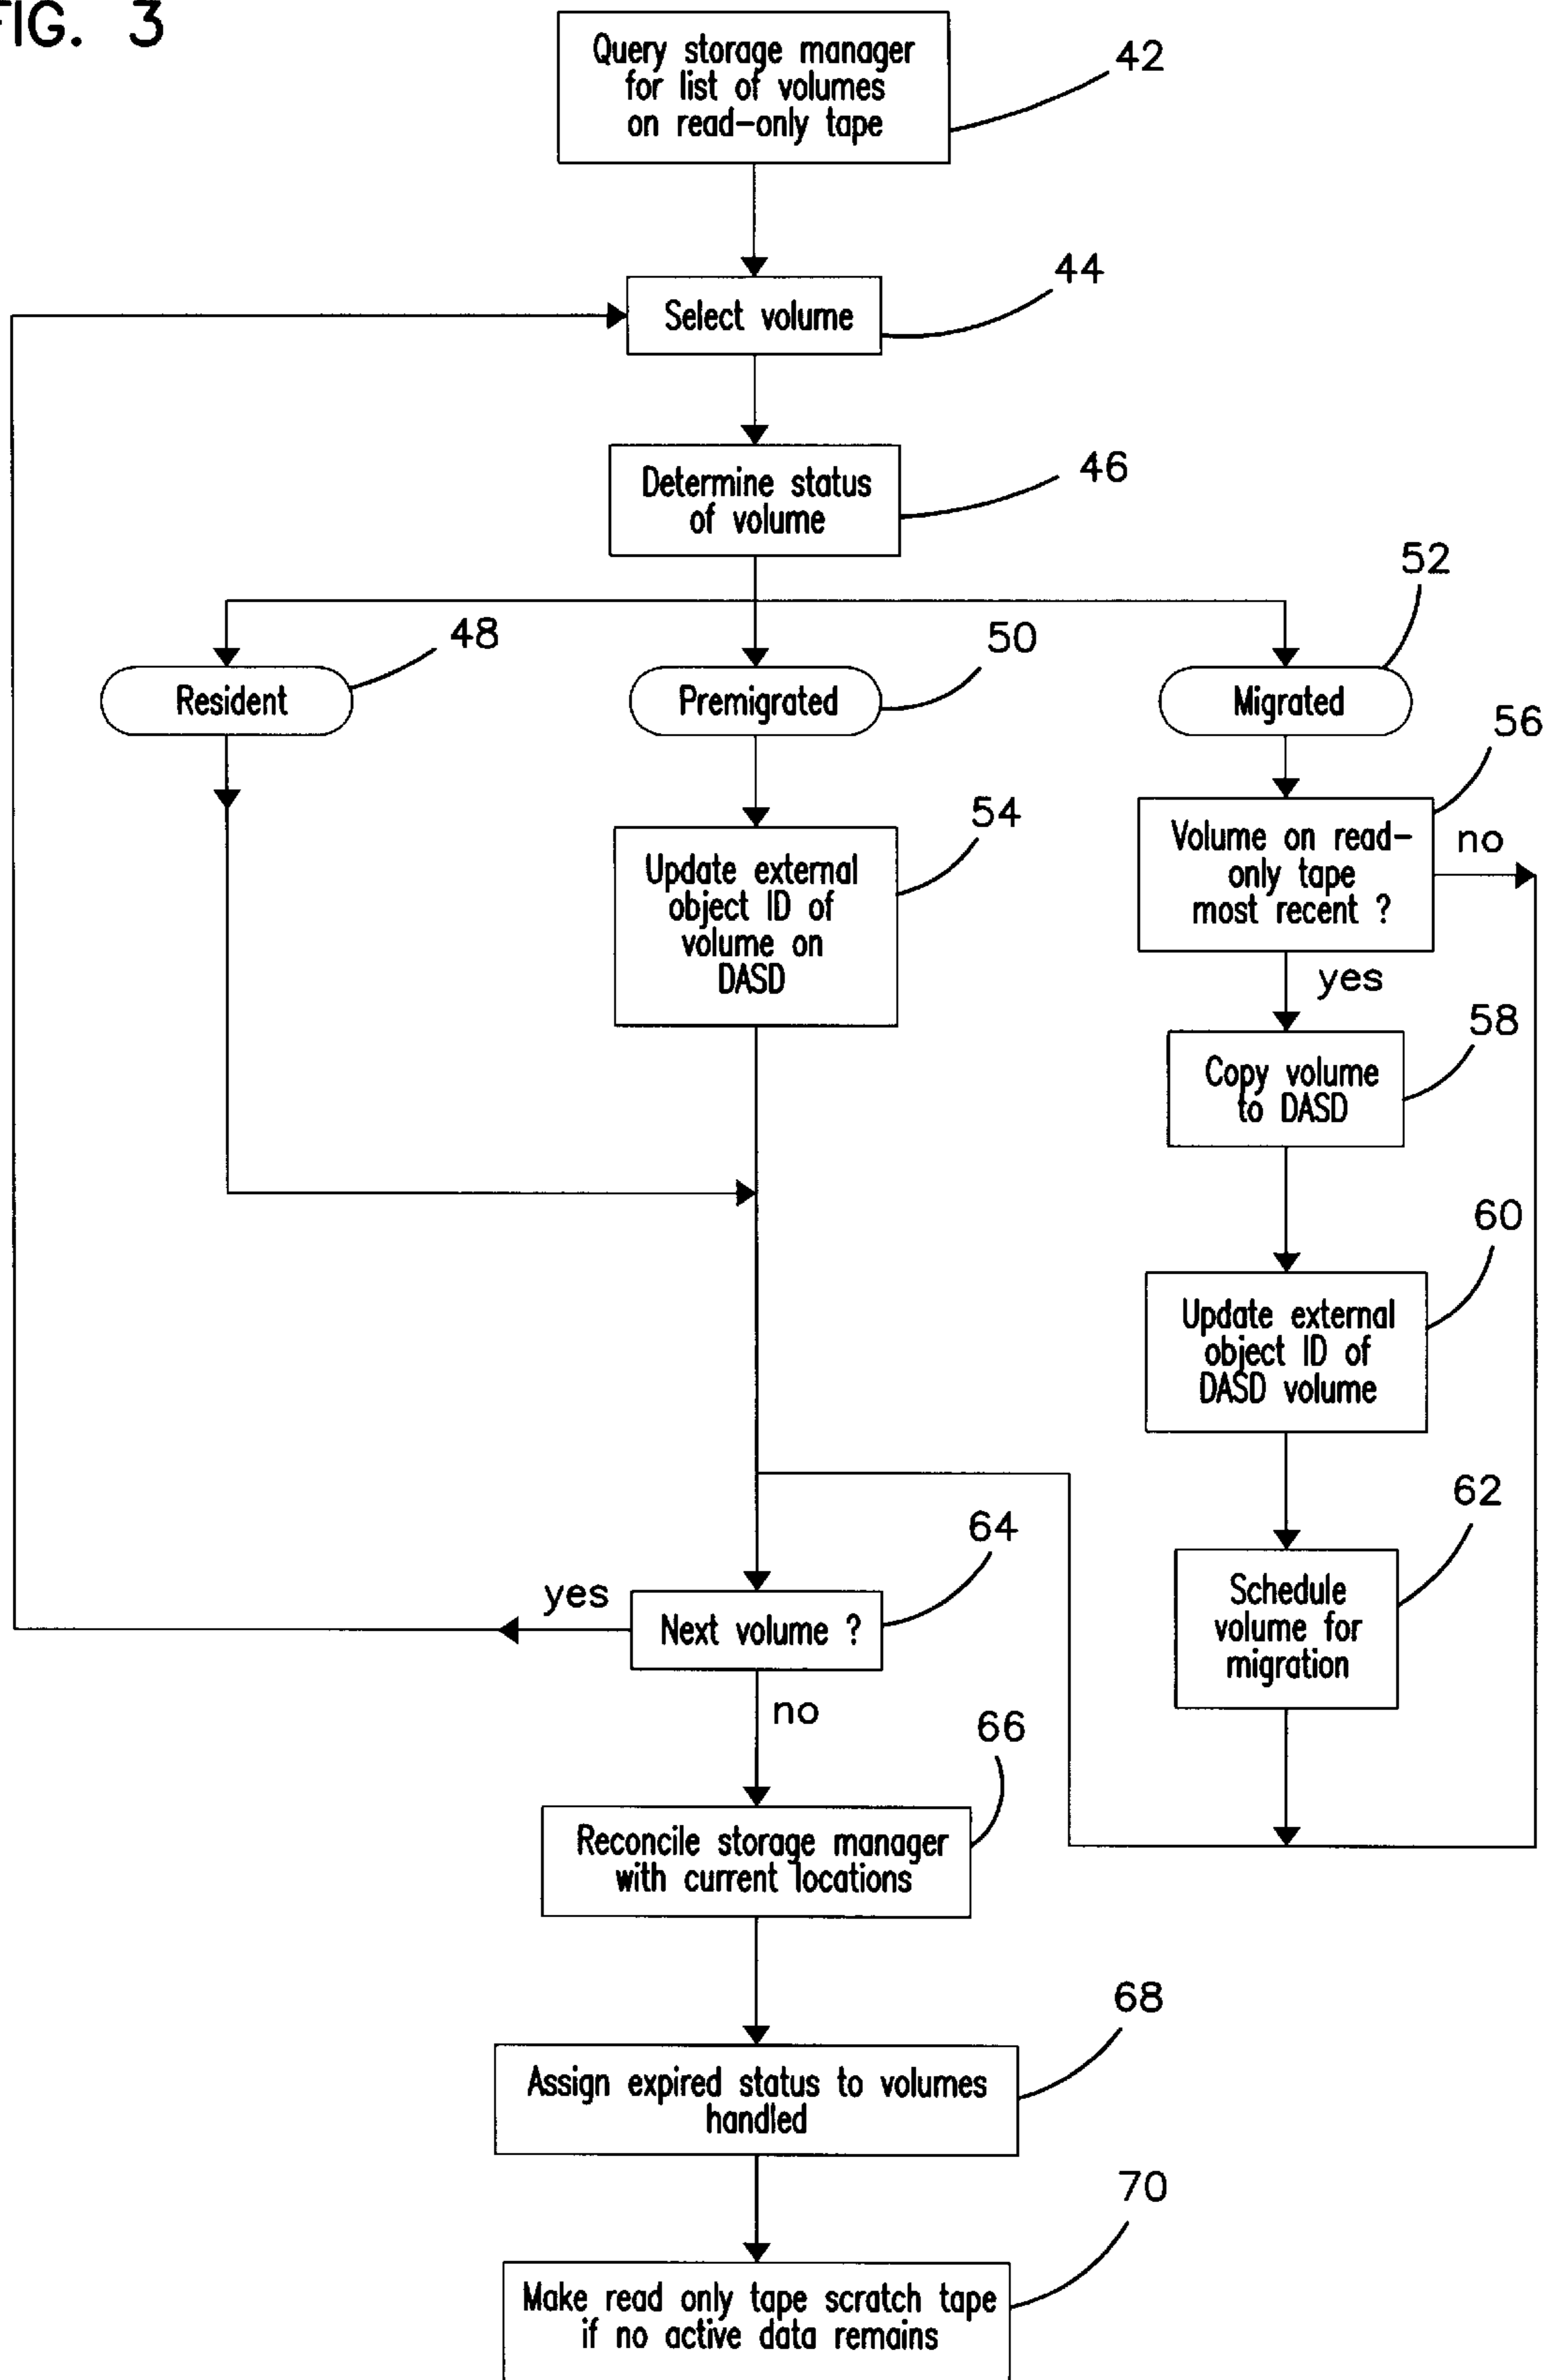 FIG. 3
Query storage manager
for list of volumes
on read-only tape
42
Select volume
44
Determine status
of volume
46
Resident
48
Premigrated
50
Migrated
52
Update external
object ID of
volume on
DASD
54
Volume on read-
only tape
most recent ?
56
no
yes
Copy volume
to DASD
58
Update external
object ID of
DASD volume
60
Schedule
volume for
migration
62
Next volume ?
64
yes
no
Reconcile storage manager
with current locations
66
Assign expired status to volumes
handled
68
Make read only tape scratch tape
if no active data remains
70